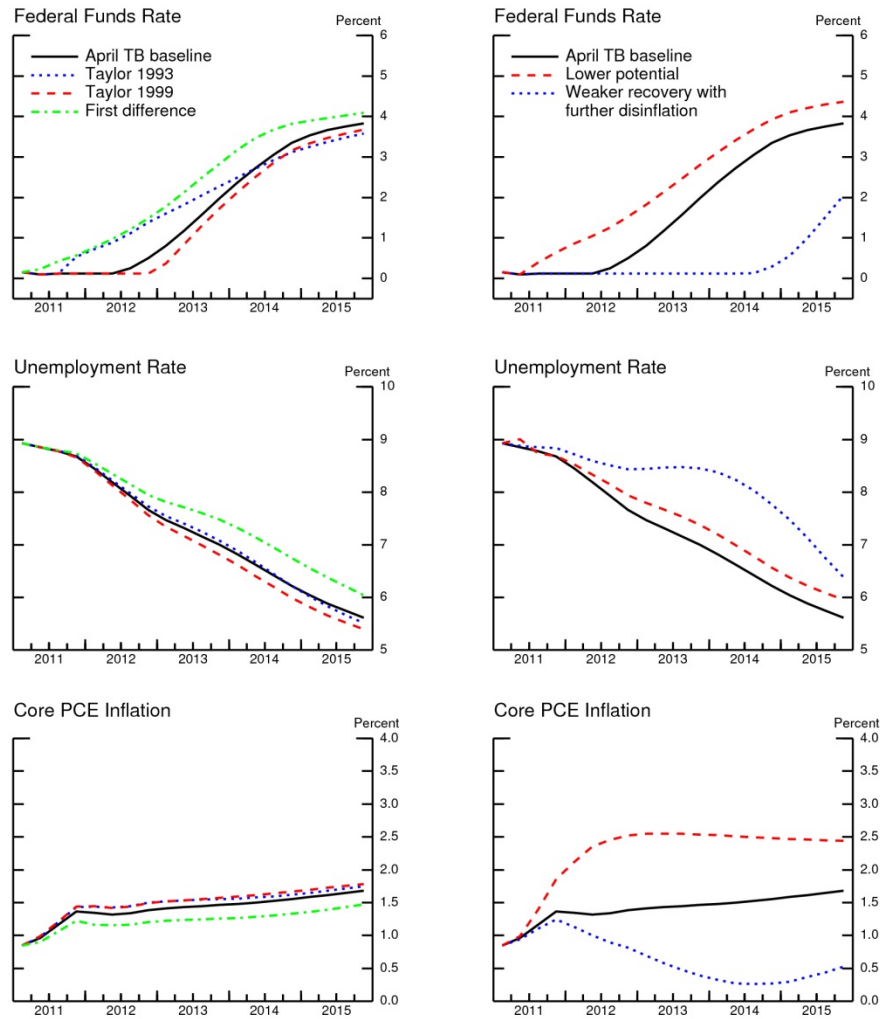 Federal Funds Rate
Percent
6
5
4
3
2
1
0
April TB baseline
Taylor 1993
Taylor 1999
First difference
2011 2012 2013 2014 2015
Federal Funds Rate
Percent
6
5
4
3
2
1
0
April TB baseline
Lower potential
Weaker recovery with
further disinflation
2011 2012 2013 2014 2015
Unemployment Rate
Percent
10
9
8
7
6
5
2011 2012 2013 2014 2015
Unemployment Rate
Percent
10
9
8
7
6
5
2011 2012 2013 2014 2015
Core PCE Inflation
Percent
4.0
3.5
3.0
2.5
2.0
1.5
1.0
0.5
0.0
2011 2012 2013 2014 2015
Core PCE Inflation
Percent
4.0
3.5
3.0
2.5
2.0
1.5
1.0
0.5
0.0
2011 2012 2013 2014 2015